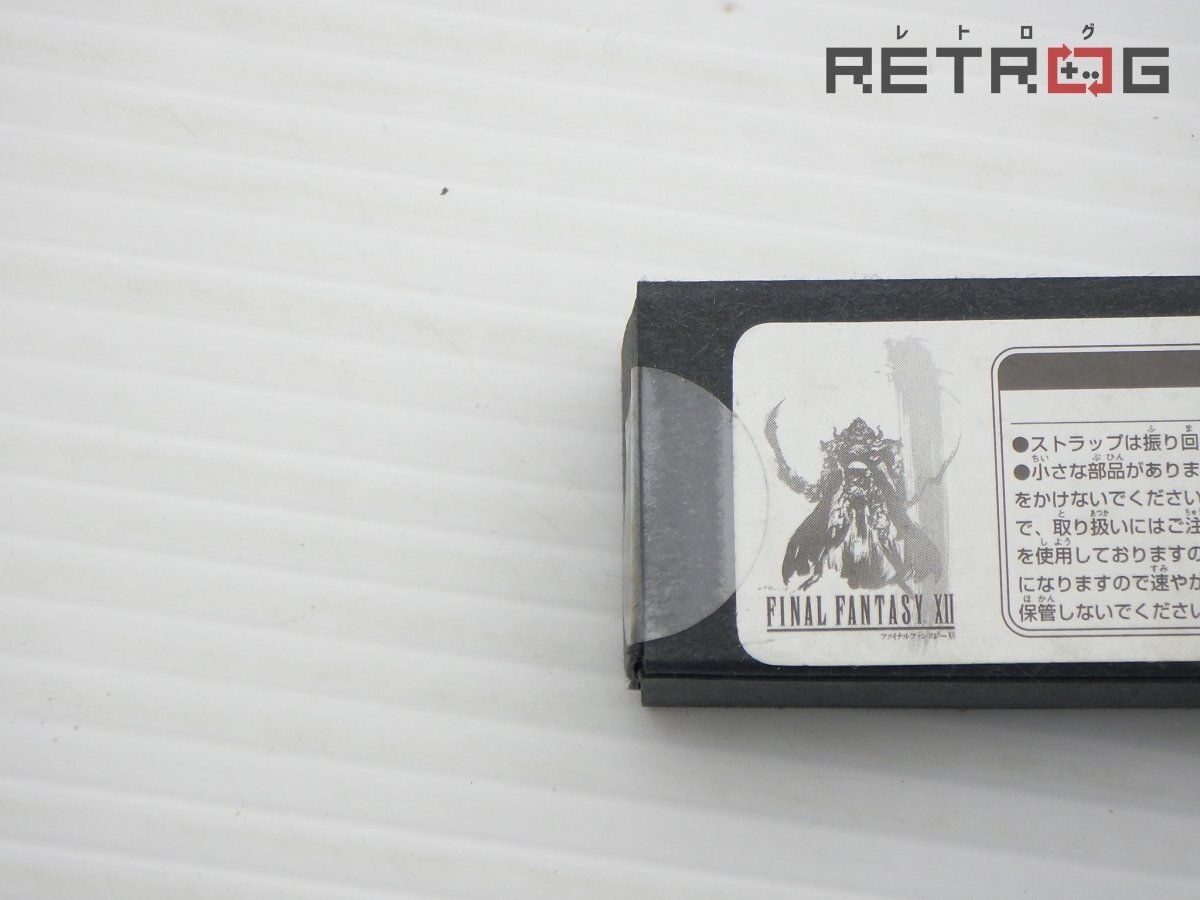 レトログ
RETROG
FINAL FANTASY XII
ファイナルファンタジーXII
●ストラップは振り回
●小さな部品がありま
をかけないでください
で、取り扱いにはご注
を使用しておりますの
になりますので速やか
保管しないでください